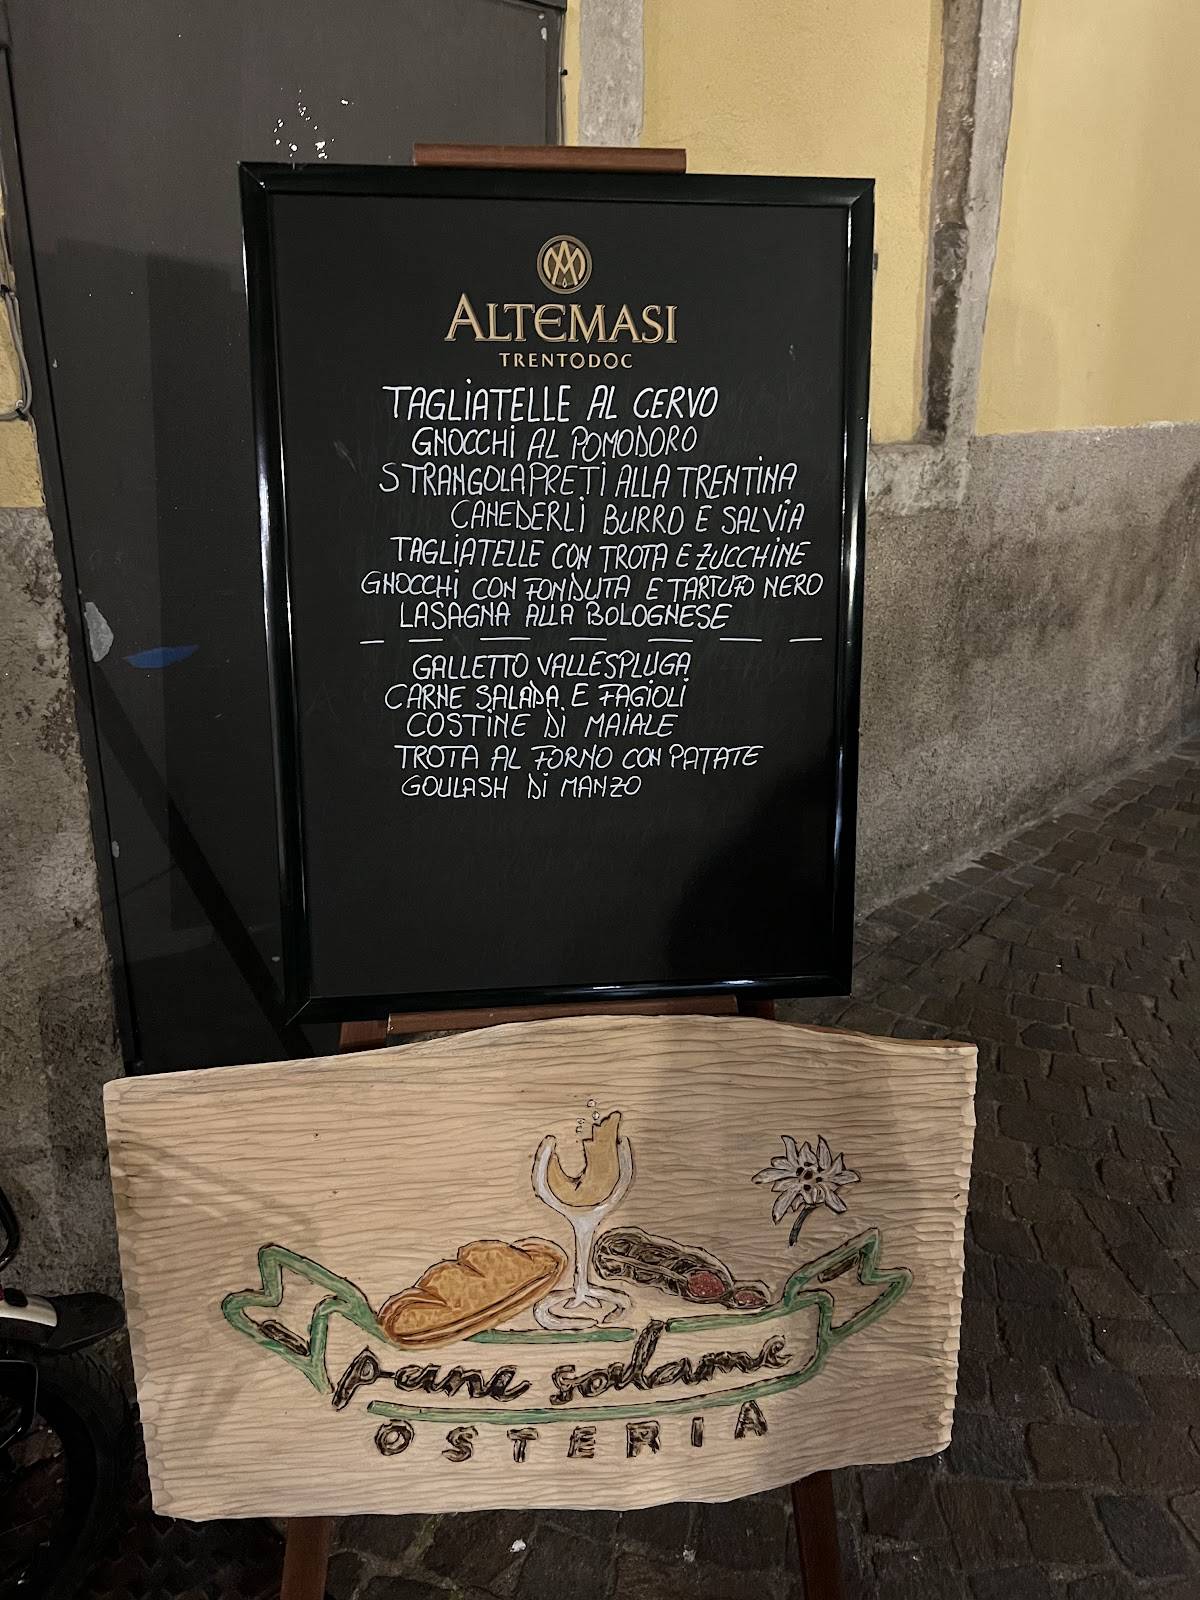 ALTEMASI
TRENTODOC
TAGLIATELLE AL CERVO
GNOCCHI AL POMODORO
STRANGOLAPRETI ALLA TRENTINA
CANEDERLI BURRO E SALVIA
TAGLIATELLE CON TROTA E ZUCCHINE
GNOCCHI CON FONDUTA E TARTUFO NERO
LASAGNA ALLA BOLOGNESE
GALLETTO VALLESPLUGA
CARNE SALADA E FAGIOLI
COSTINE DI MAIALE
TROTA AL FORNO CON PATATE
GOULASH DI MANZO
pane salame
OSTERIA